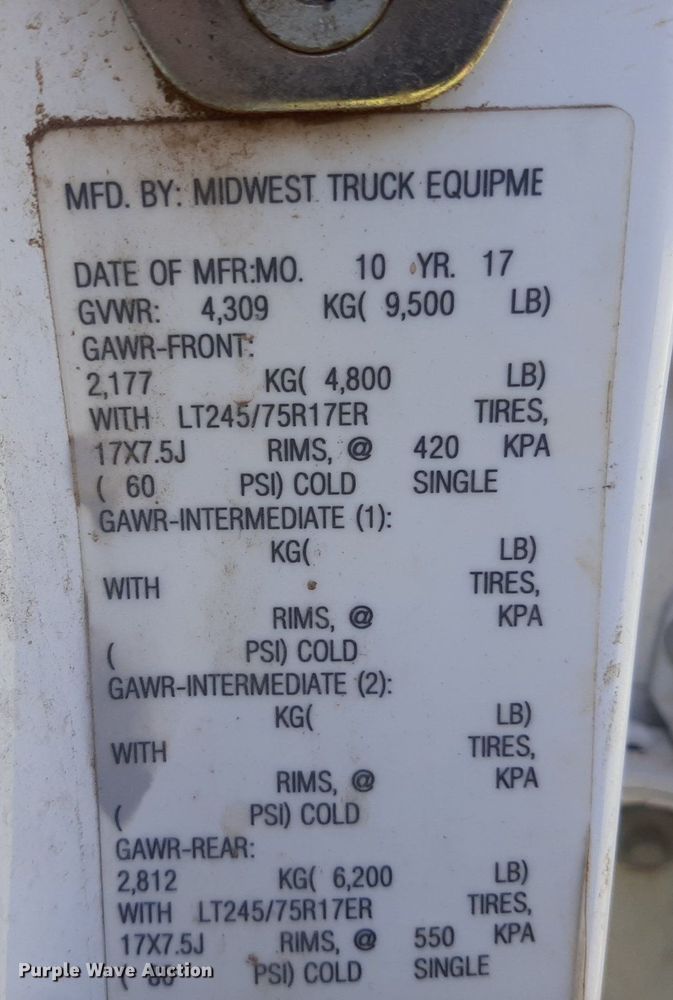 MFD. BY: MIDWEST TRUCK EQUIPME
DATE OF MFR:MO. 10 YR. 17
GVWR: 4,309 KG( 9,500 LB)
GAWR-FRONT:
2,177 KG( 4,800 LB)
WITH LT245/75R17ER TIRES,
17X7.5J RIMS, @ 420 KPA
( 60 PSI) COLD SINGLE
GAWR-INTERMEDIATE (1):
KG( LB)
WITH TIRES,
RIMS, @ KPA
( PSI) COLD
GAWR-INTERMEDIATE (2):
KG( LB)
WITH TIRES,
RIMS, @ KPA
( PSI) COLD
GAWR-REAR:
2,812 KG( 6,200 LB)
WITH LT245/75R17ER TIRES,
17X7.5J RIMS, @ 550 KPA
( PSI) COLD SINGLE
Purple Wave Auction